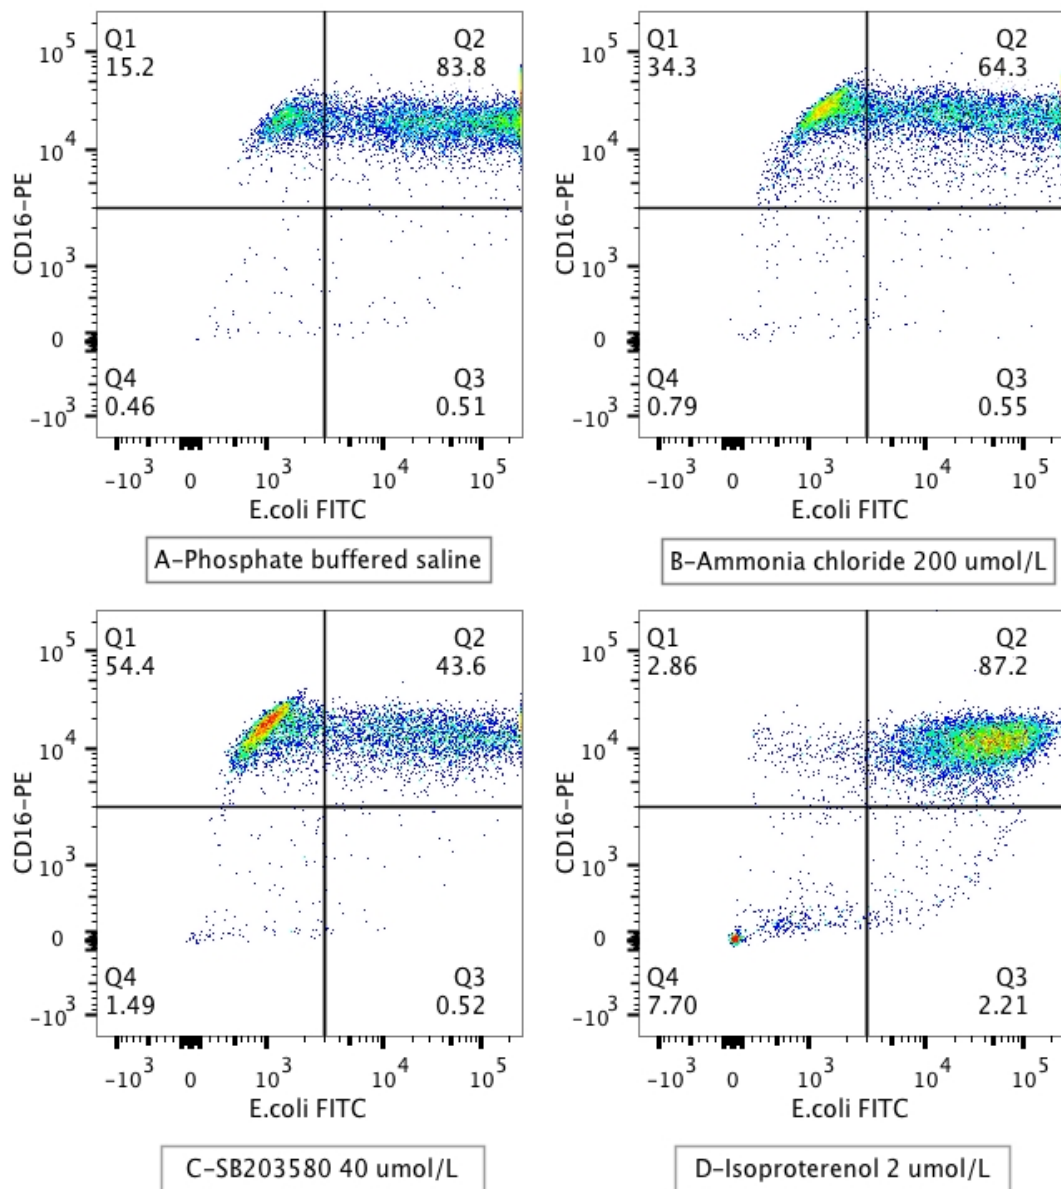 Q1
15.2
Q2
83.8
Q4
0.46
Q3
0.51
CD16-PE
10^5
10^4
10^3
0
-10^3
-10^3 0 10^3 10^4 10^5
E.coli FITC
A-Phosphate buffered saline
Q1
34.3
Q2
64.3
Q4
0.79
Q3
0.55
CD16-PE
10^5
10^4
10^3
0
-10^3
-10^3 0 10^3 10^4 10^5
E.coli FITC
B-Ammonia chloride 200 umol/L
Q1
54.4
Q2
43.6
Q4
1.49
Q3
0.52
CD16-PE
10^5
10^4
10^3
0
-10^3
-10^3 0 10^3 10^4 10^5
E.coli FITC
C-SB203580 40 umol/L
Q1
2.86
Q2
87.2
Q4
7.70
Q3
2.21
CD16-PE
10^5
10^4
10^3
0
-10^3
-10^3 0 10^3 10^4 10^5
E.coli FITC
D-Isoproterenol 2 umol/L